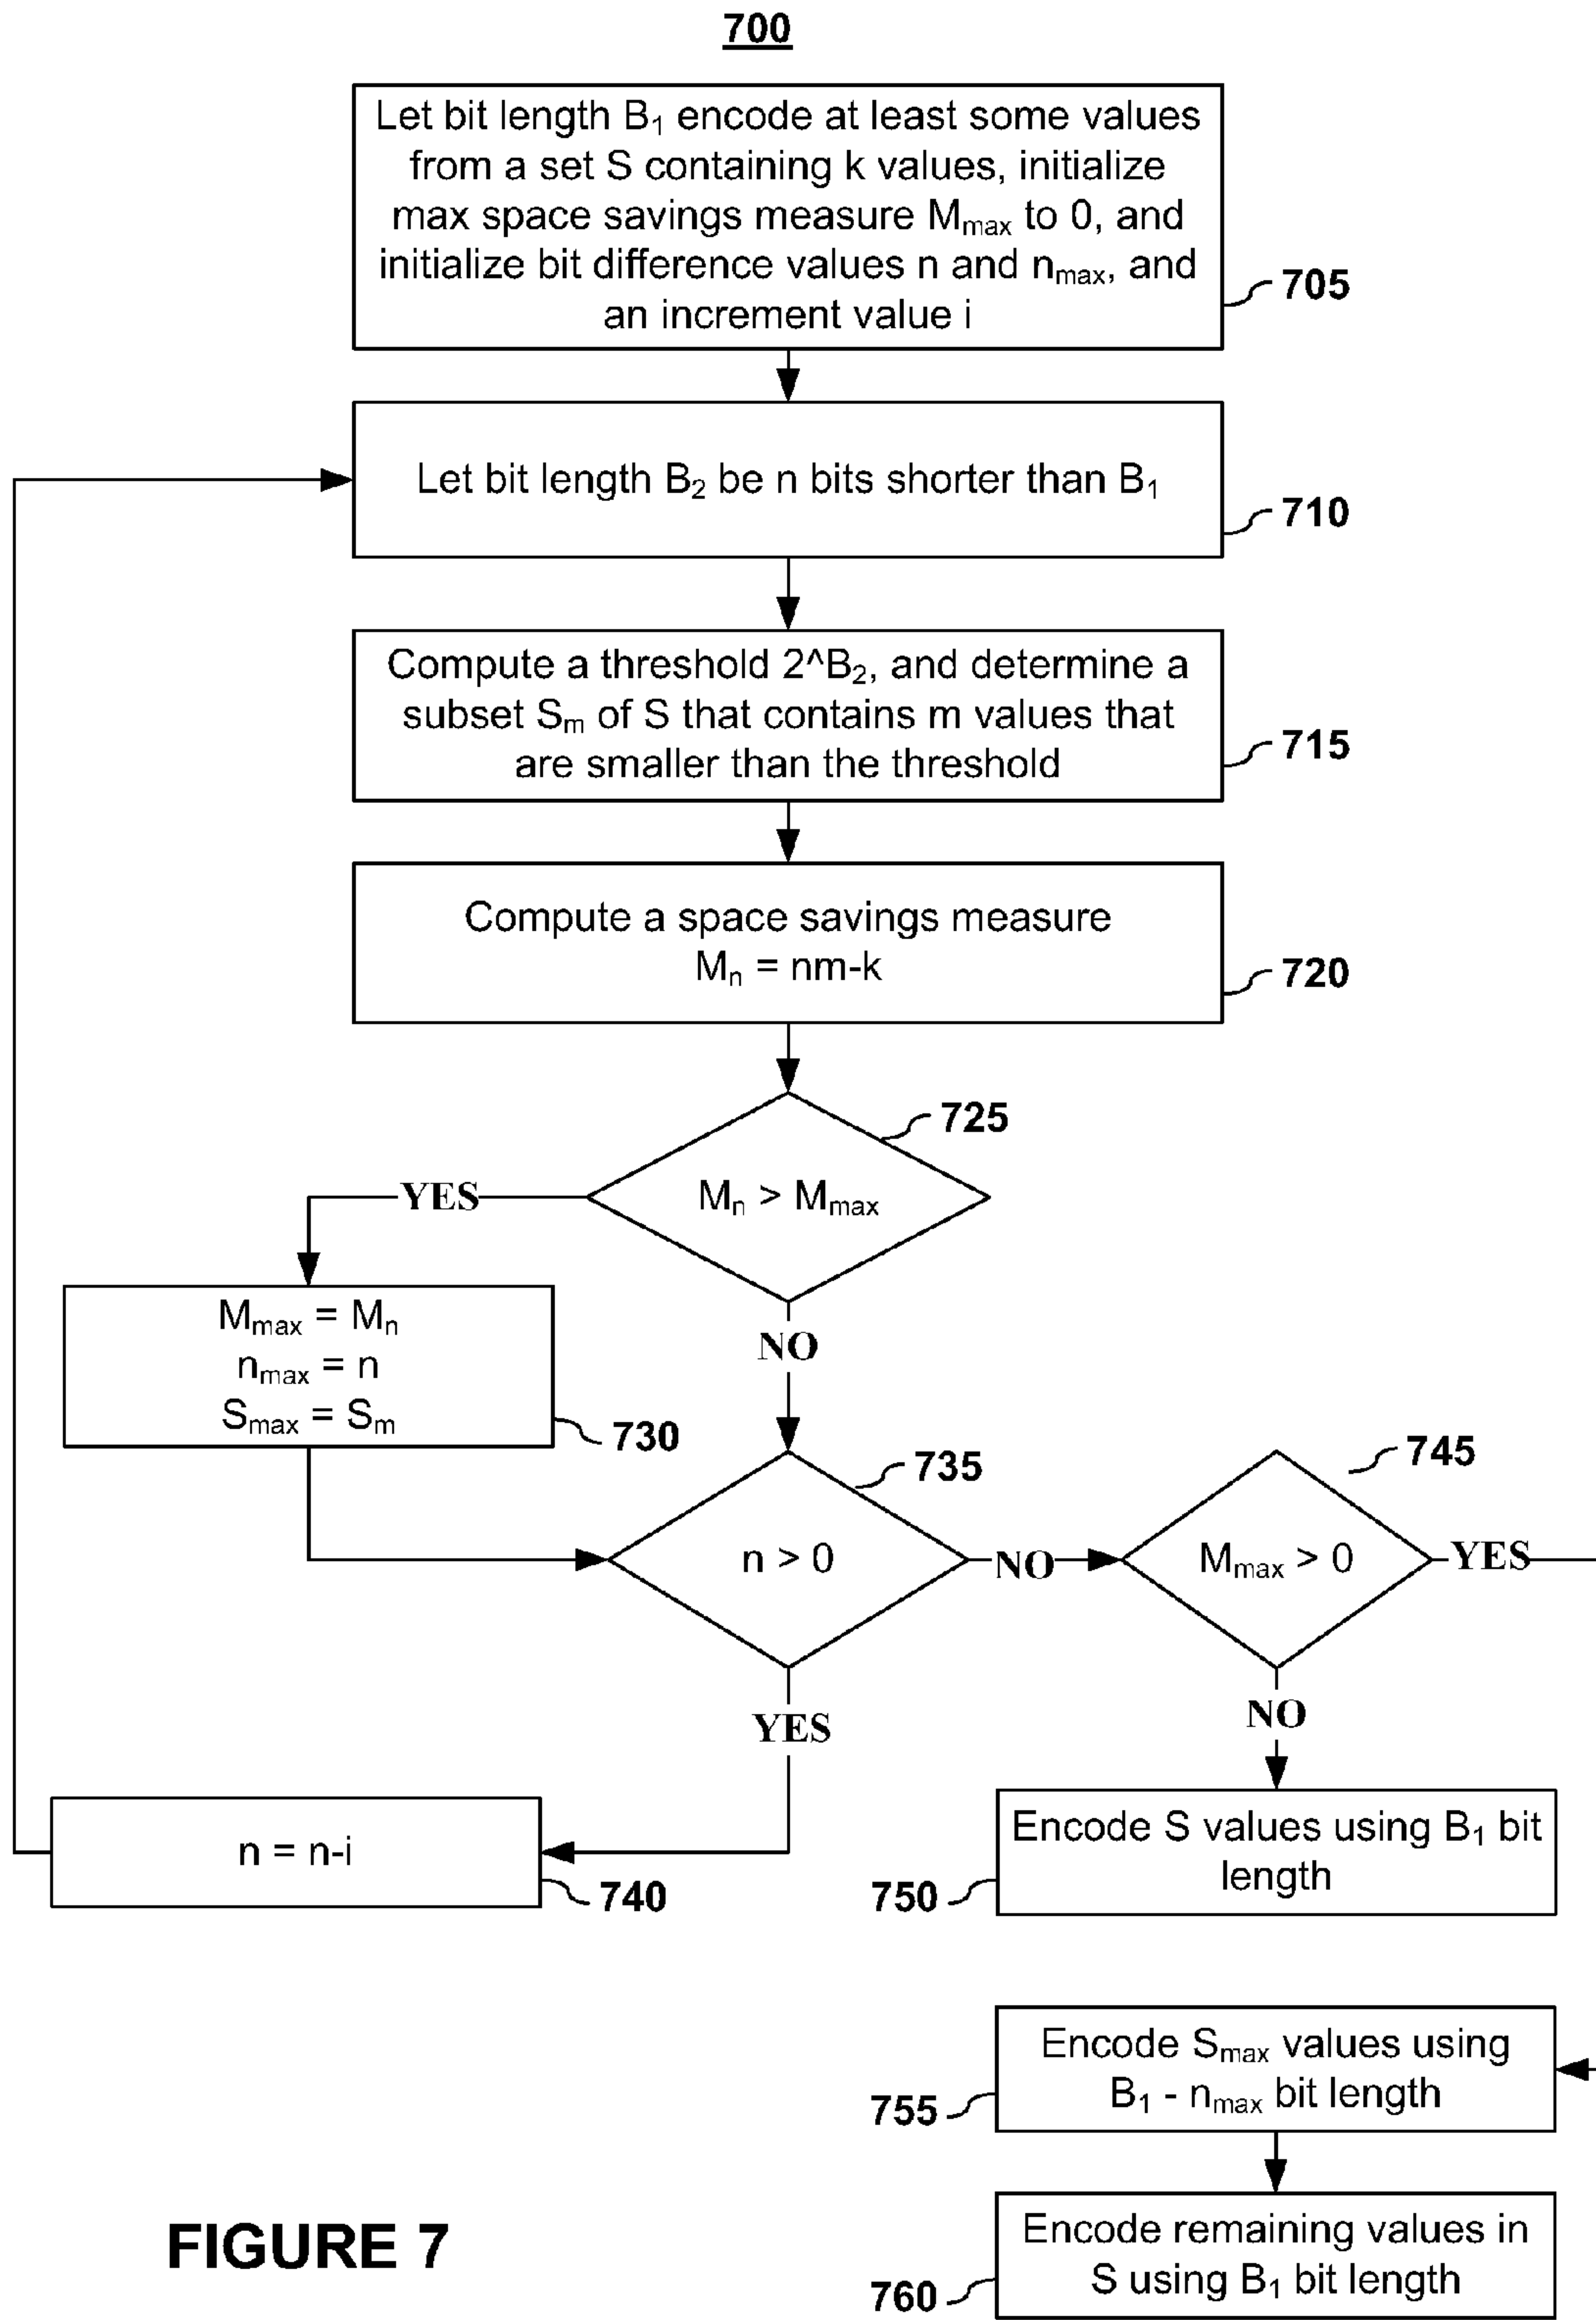 700
Let bit length B₁ encode at least some values
from a set S containing k values, initialize
max space savings measure Mₘₐₓ to 0, and
initialize bit difference values n and nₘₐₓ, and
an increment value i
705
Let bit length B₂ be n bits shorter than B₁
710
Compute a threshold 2^B₂, and determine a
subset Sₘ of S that contains m values that
are smaller than the threshold
715
Compute a space savings measure
Mₙ = nm-k
720
725
Mₙ > Mₘₐₓ
YES
NO
Mₘₐₓ = Mₙ
nₘₐₓ = n
Sₘₐₓ = Sₘ
730
735
n > 0
NO
YES
745
Mₘₐₓ > 0
YES
NO
n = n-i
740
Encode S values using B₁ bit
length
750
Encode Sₘₐₓ values using
B₁ - nₘₐₓ bit length
755
Encode remaining values in
S using B₁ bit length
760
FIGURE 7